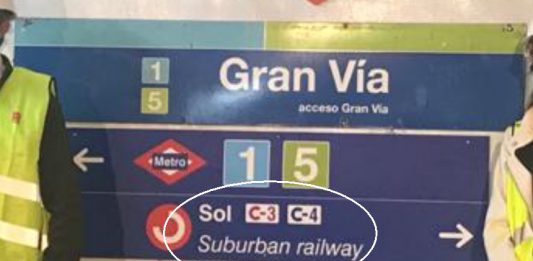 1
5
Gran Vía
acceso Gran Vía
Metro 1 5
Sol C-3 C-4
Suburban railway